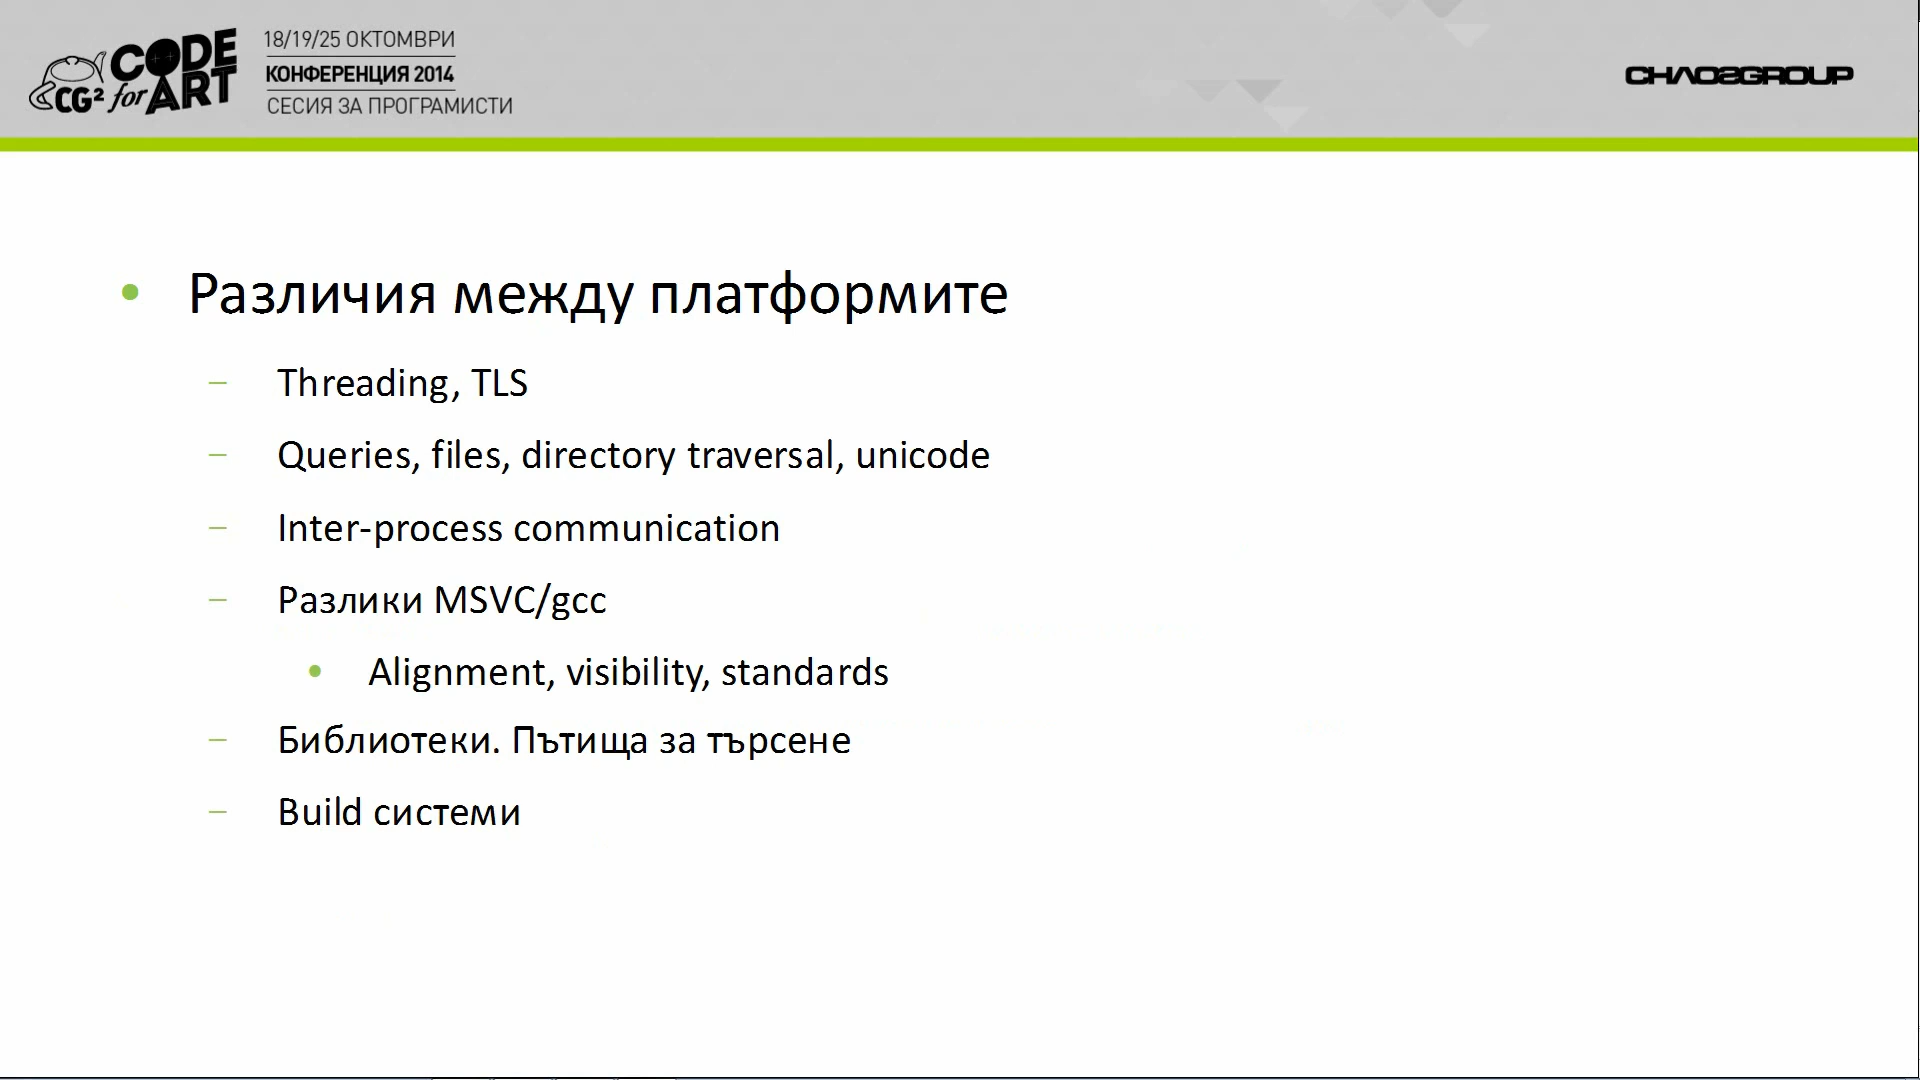 CODE
for ART
CG²
18/19/25 ОКТОМВРИ
КОНФЕРЕНЦИЯ 2014
СЕСИЯ ЗА ПРОГРАМИСТИ
CHAOSGROUP
• Различия между платформите
– Threading, TLS
– Queries, files, directory traversal, unicode
– Inter-process communication
– Разлики MSVC/gcc
• Alignment, visibility, standards
– Библиотеки. Пътища за търсене
– Build системи